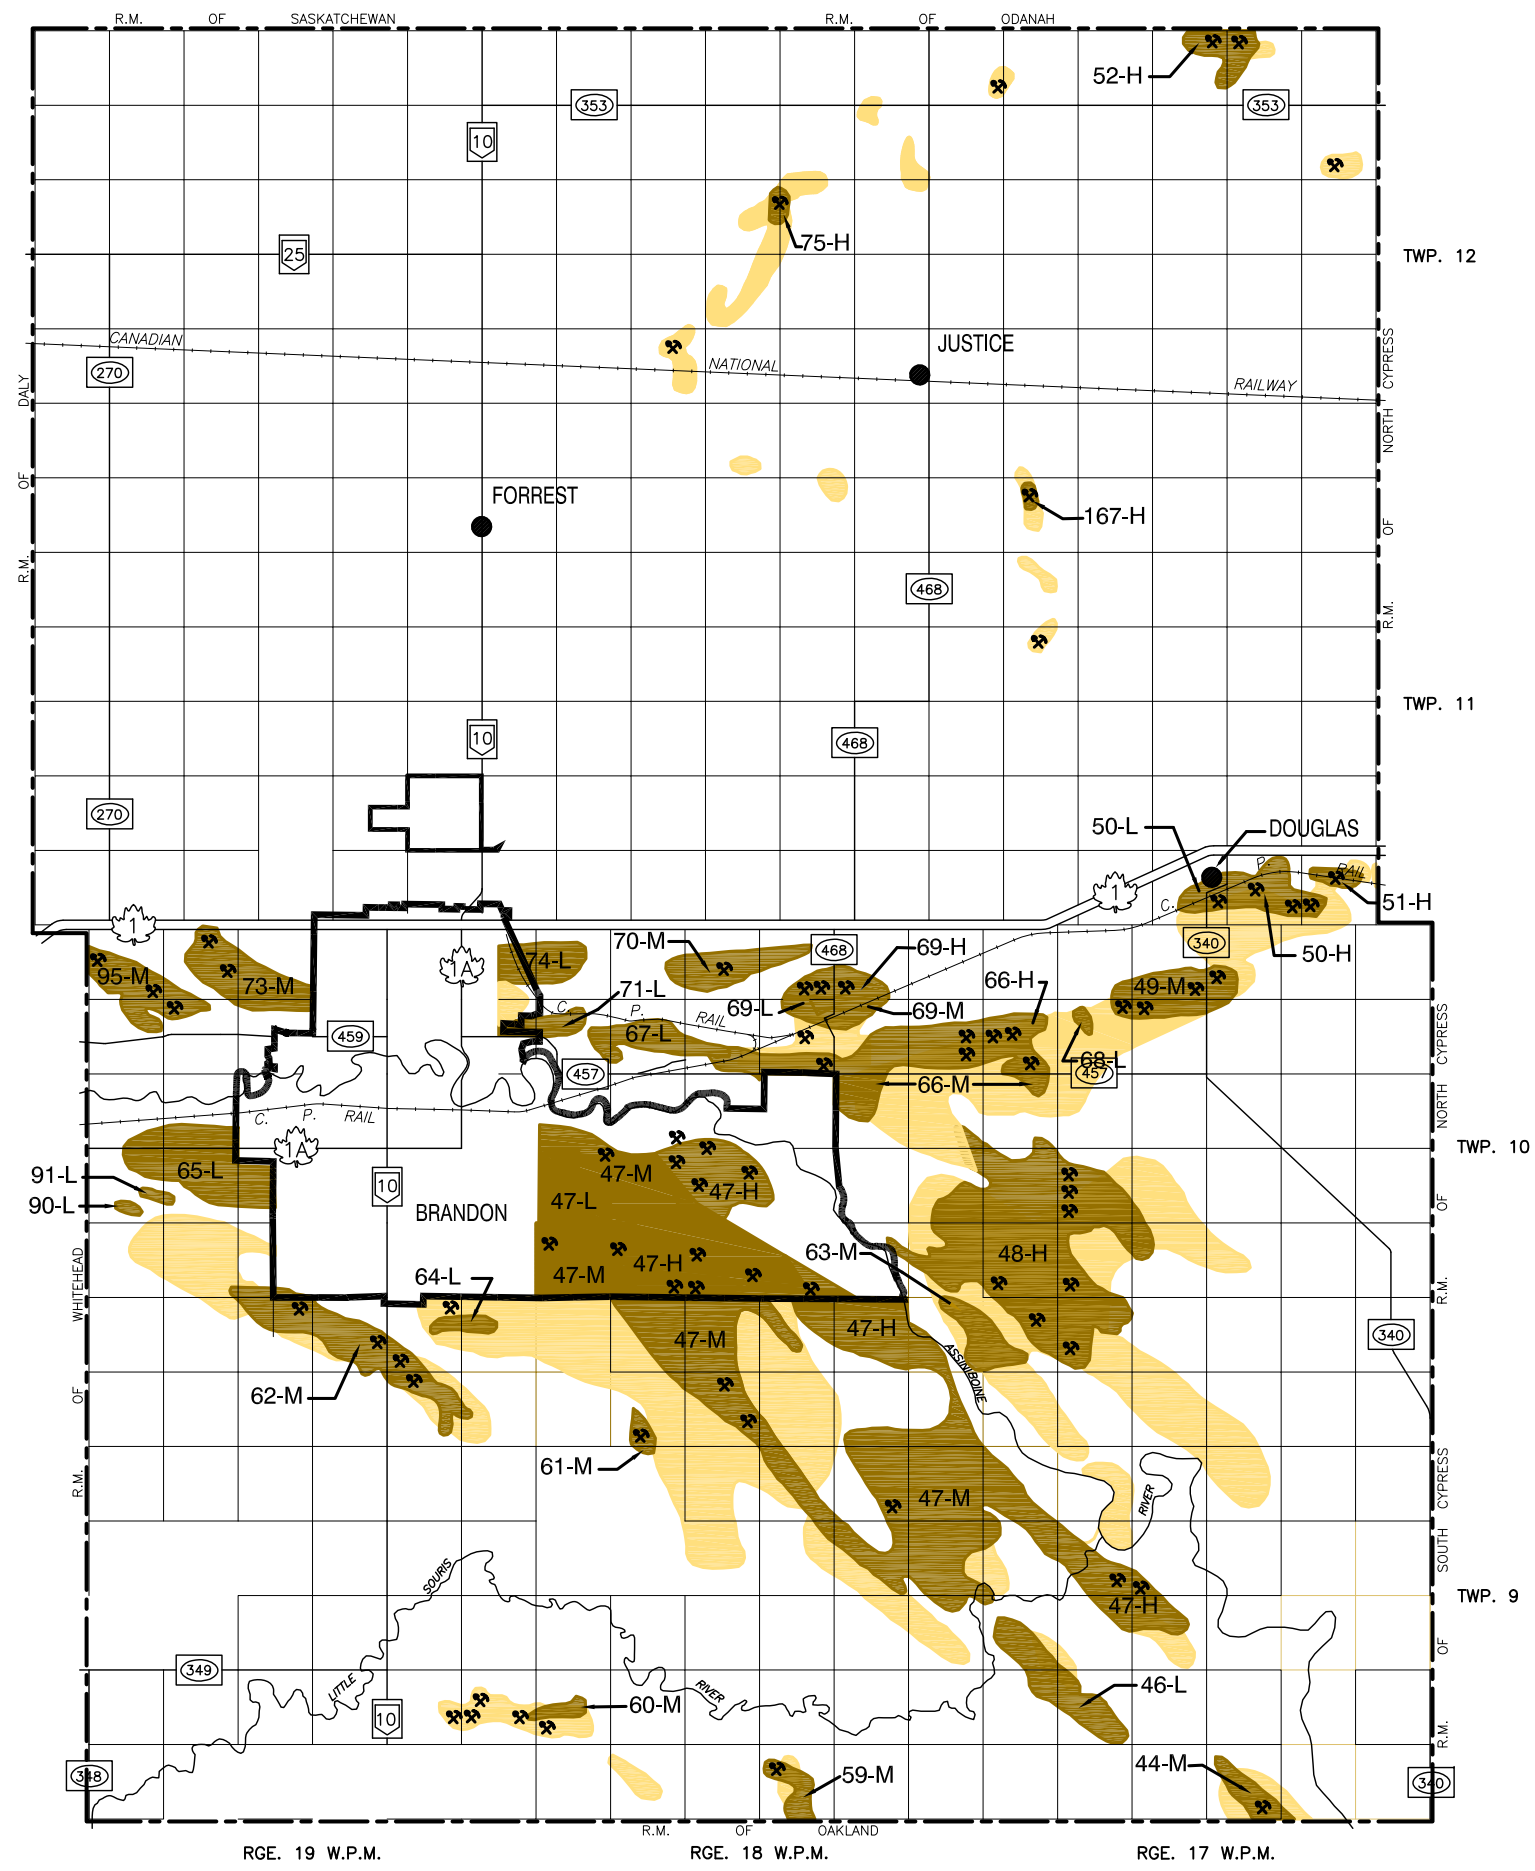 R.M. OF SASKATCHEWAN
R.M. OF ODANAH
52-H
353
353
10
75-H
25
TWP. 12
CANADIAN NATIONAL RAILWAY
JUSTICE
270
R.M. OF DALY
R.M. OF NORTH CYPRESS
FORREST
167-H
468
TWP. 11
10
468
270
50-L
DOUGLAS
C. P. RAIL
1
51-H
1
340
50-H
70-M
468
69-H
66-H
95-M
73-M
1A
74-L
71-L
69-L
69-M
49-M
C. P. RAIL
459
67-L
68-L
457
457
66-M
C. P. RAIL
R.M. OF NORTH CYPRESS
1A
TWP. 10
91-L
65-L
90-L
10
BRANDON
47-M
47-L
47-H
63-M
48-H
47-M
47-H
64-L
R.M. OF WHITEHEAD
47-M
47-H
340
ASSINIBOINE
62-M
61-M
47-M
RIVER
R.M. OF SOUTH CYPRESS
SOURIS
47-H
TWP. 9
349
LITTLE
RIVER
46-L
60-M
10
348
59-M
44-M
340
R.M. OF OAKLAND
RGE. 19 W.P.M.
RGE. 18 W.P.M.
RGE. 17 W.P.M.